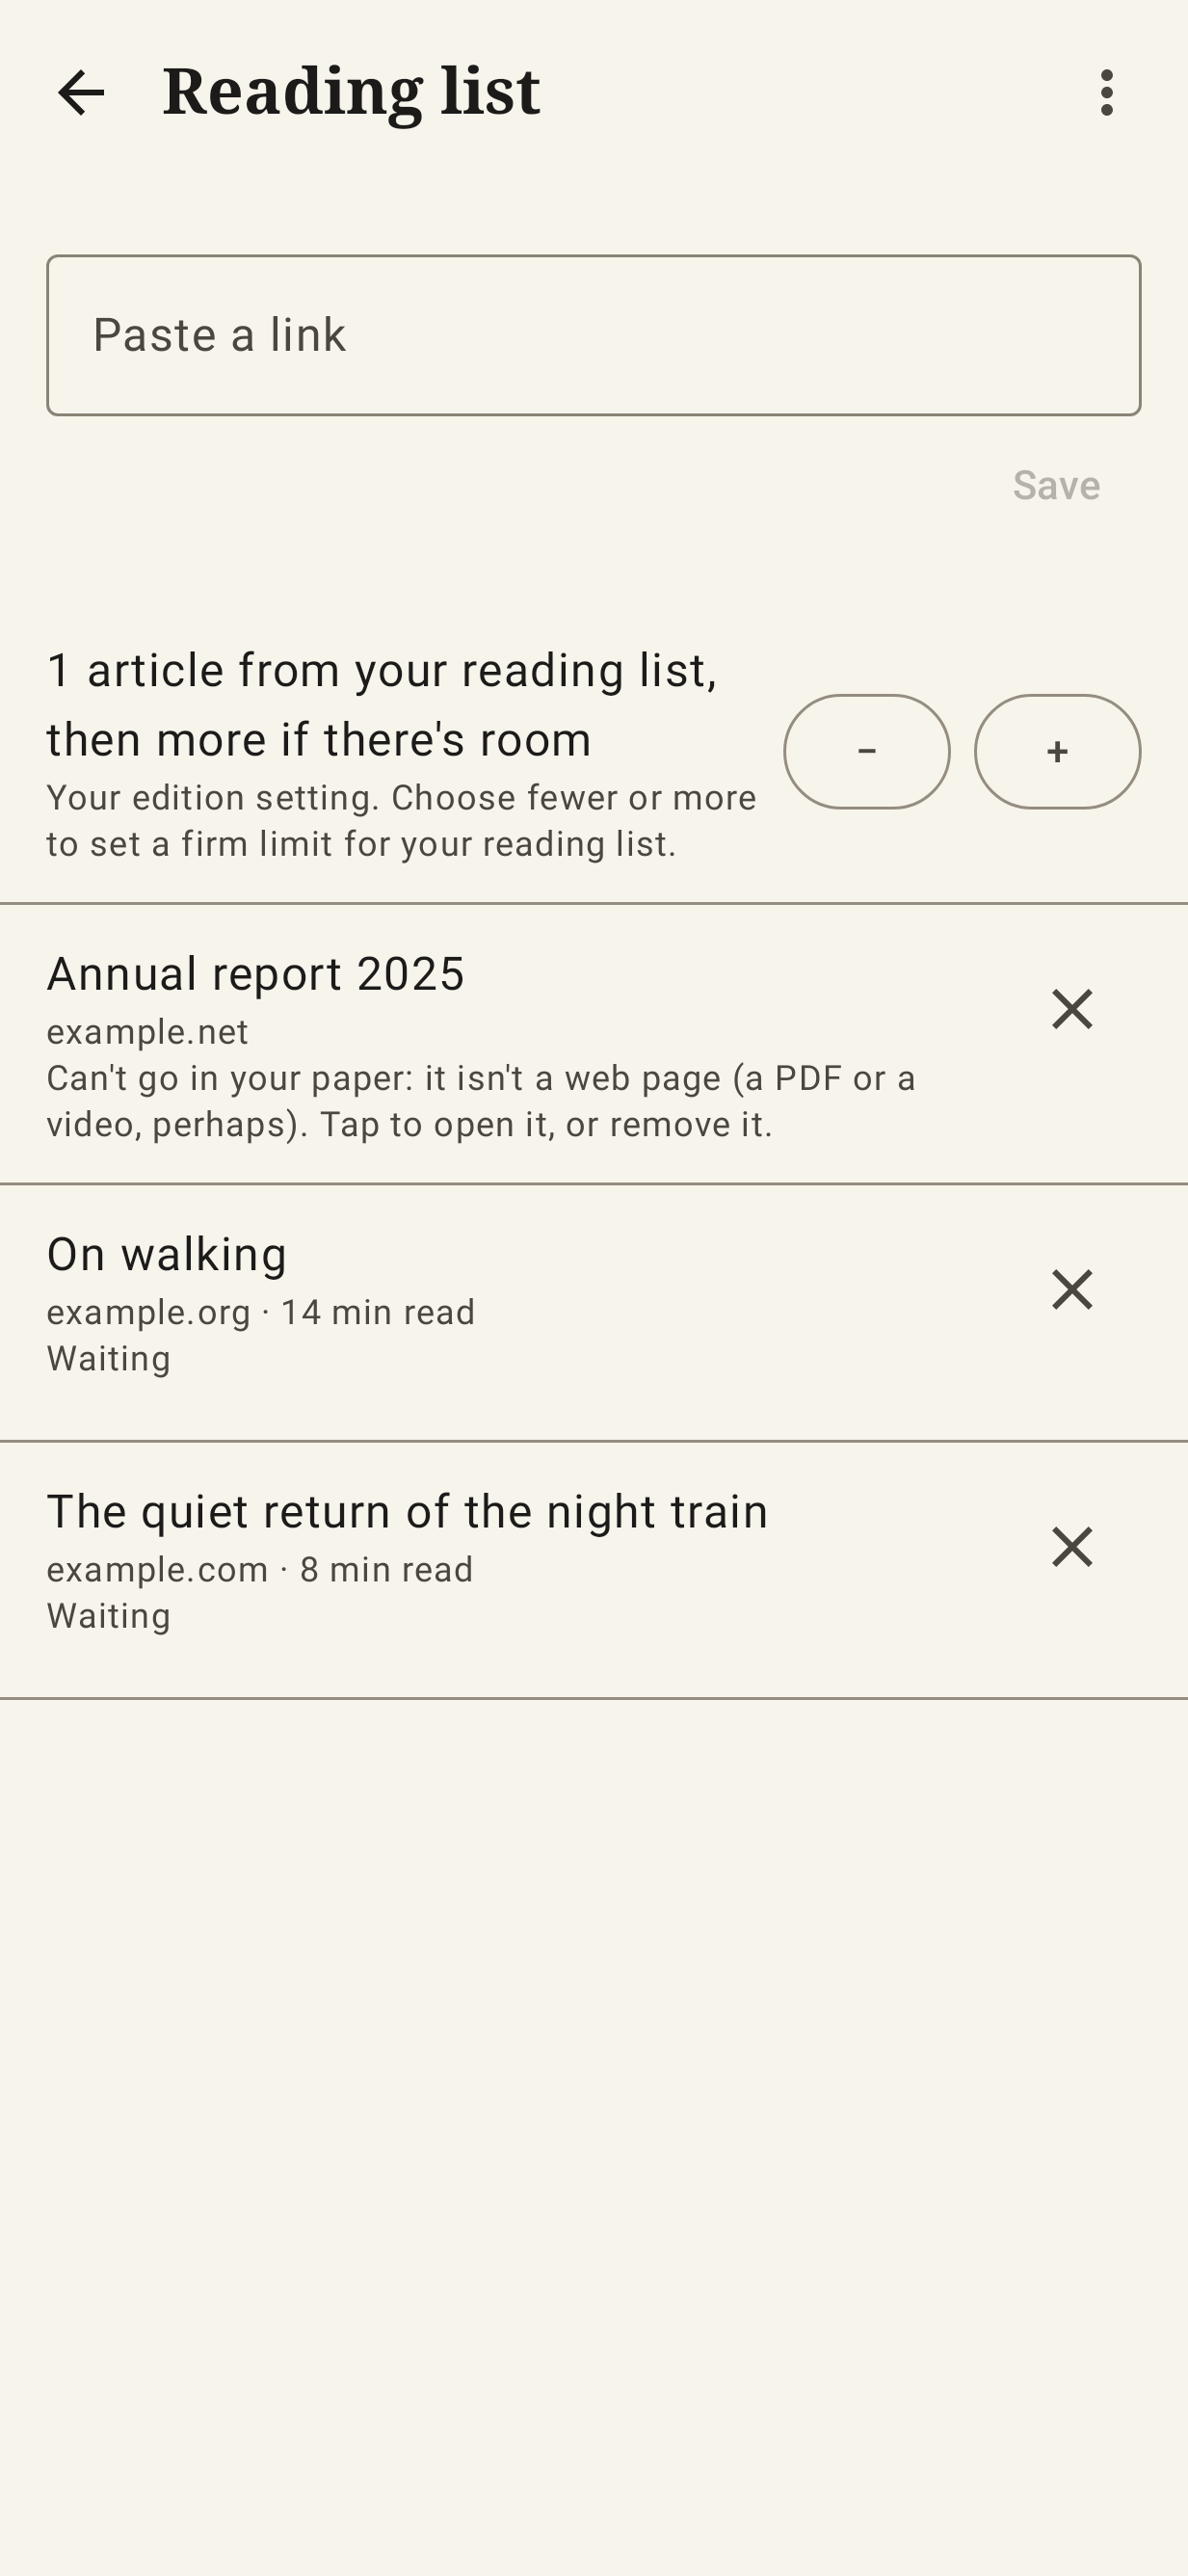 Reading list
Paste a link
Save
1 article from your reading list,
then more if there's room
Your edition setting. Choose fewer or more
to set a firm limit for your reading list.
−
+
Annual report 2025
example.net
Can't go in your paper: it isn't a web page (a PDF or a
video, perhaps). Tap to open it, or remove it.
On walking
example.org · 14 min read
Waiting
The quiet return of the night train
example.com · 8 min read
Waiting